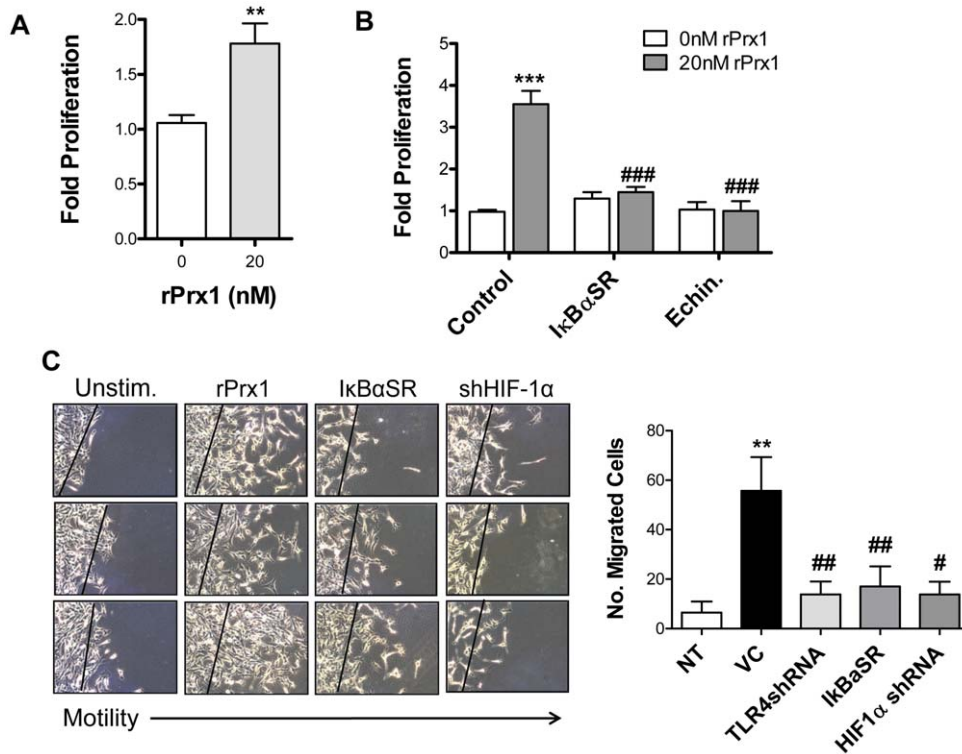 A
Fold Proliferation
2.0
1.5
1.0
0.5
0.0
**
0
20
rPrx1 (nM)
B
Fold Proliferation
5
4
3
2
1
0
0nM rPrx1
20nM rPrx1
***
###
###
Control
IκBαSR
Echin.
C
Unstim.
rPrx1
IκBαSR
shHIF-1α
Motility
No. Migrated Cells
80
60
40
20
0
**
##
##
#
NT
VC
TLR4shRNA
IkBaSR
HIF1α shRNA